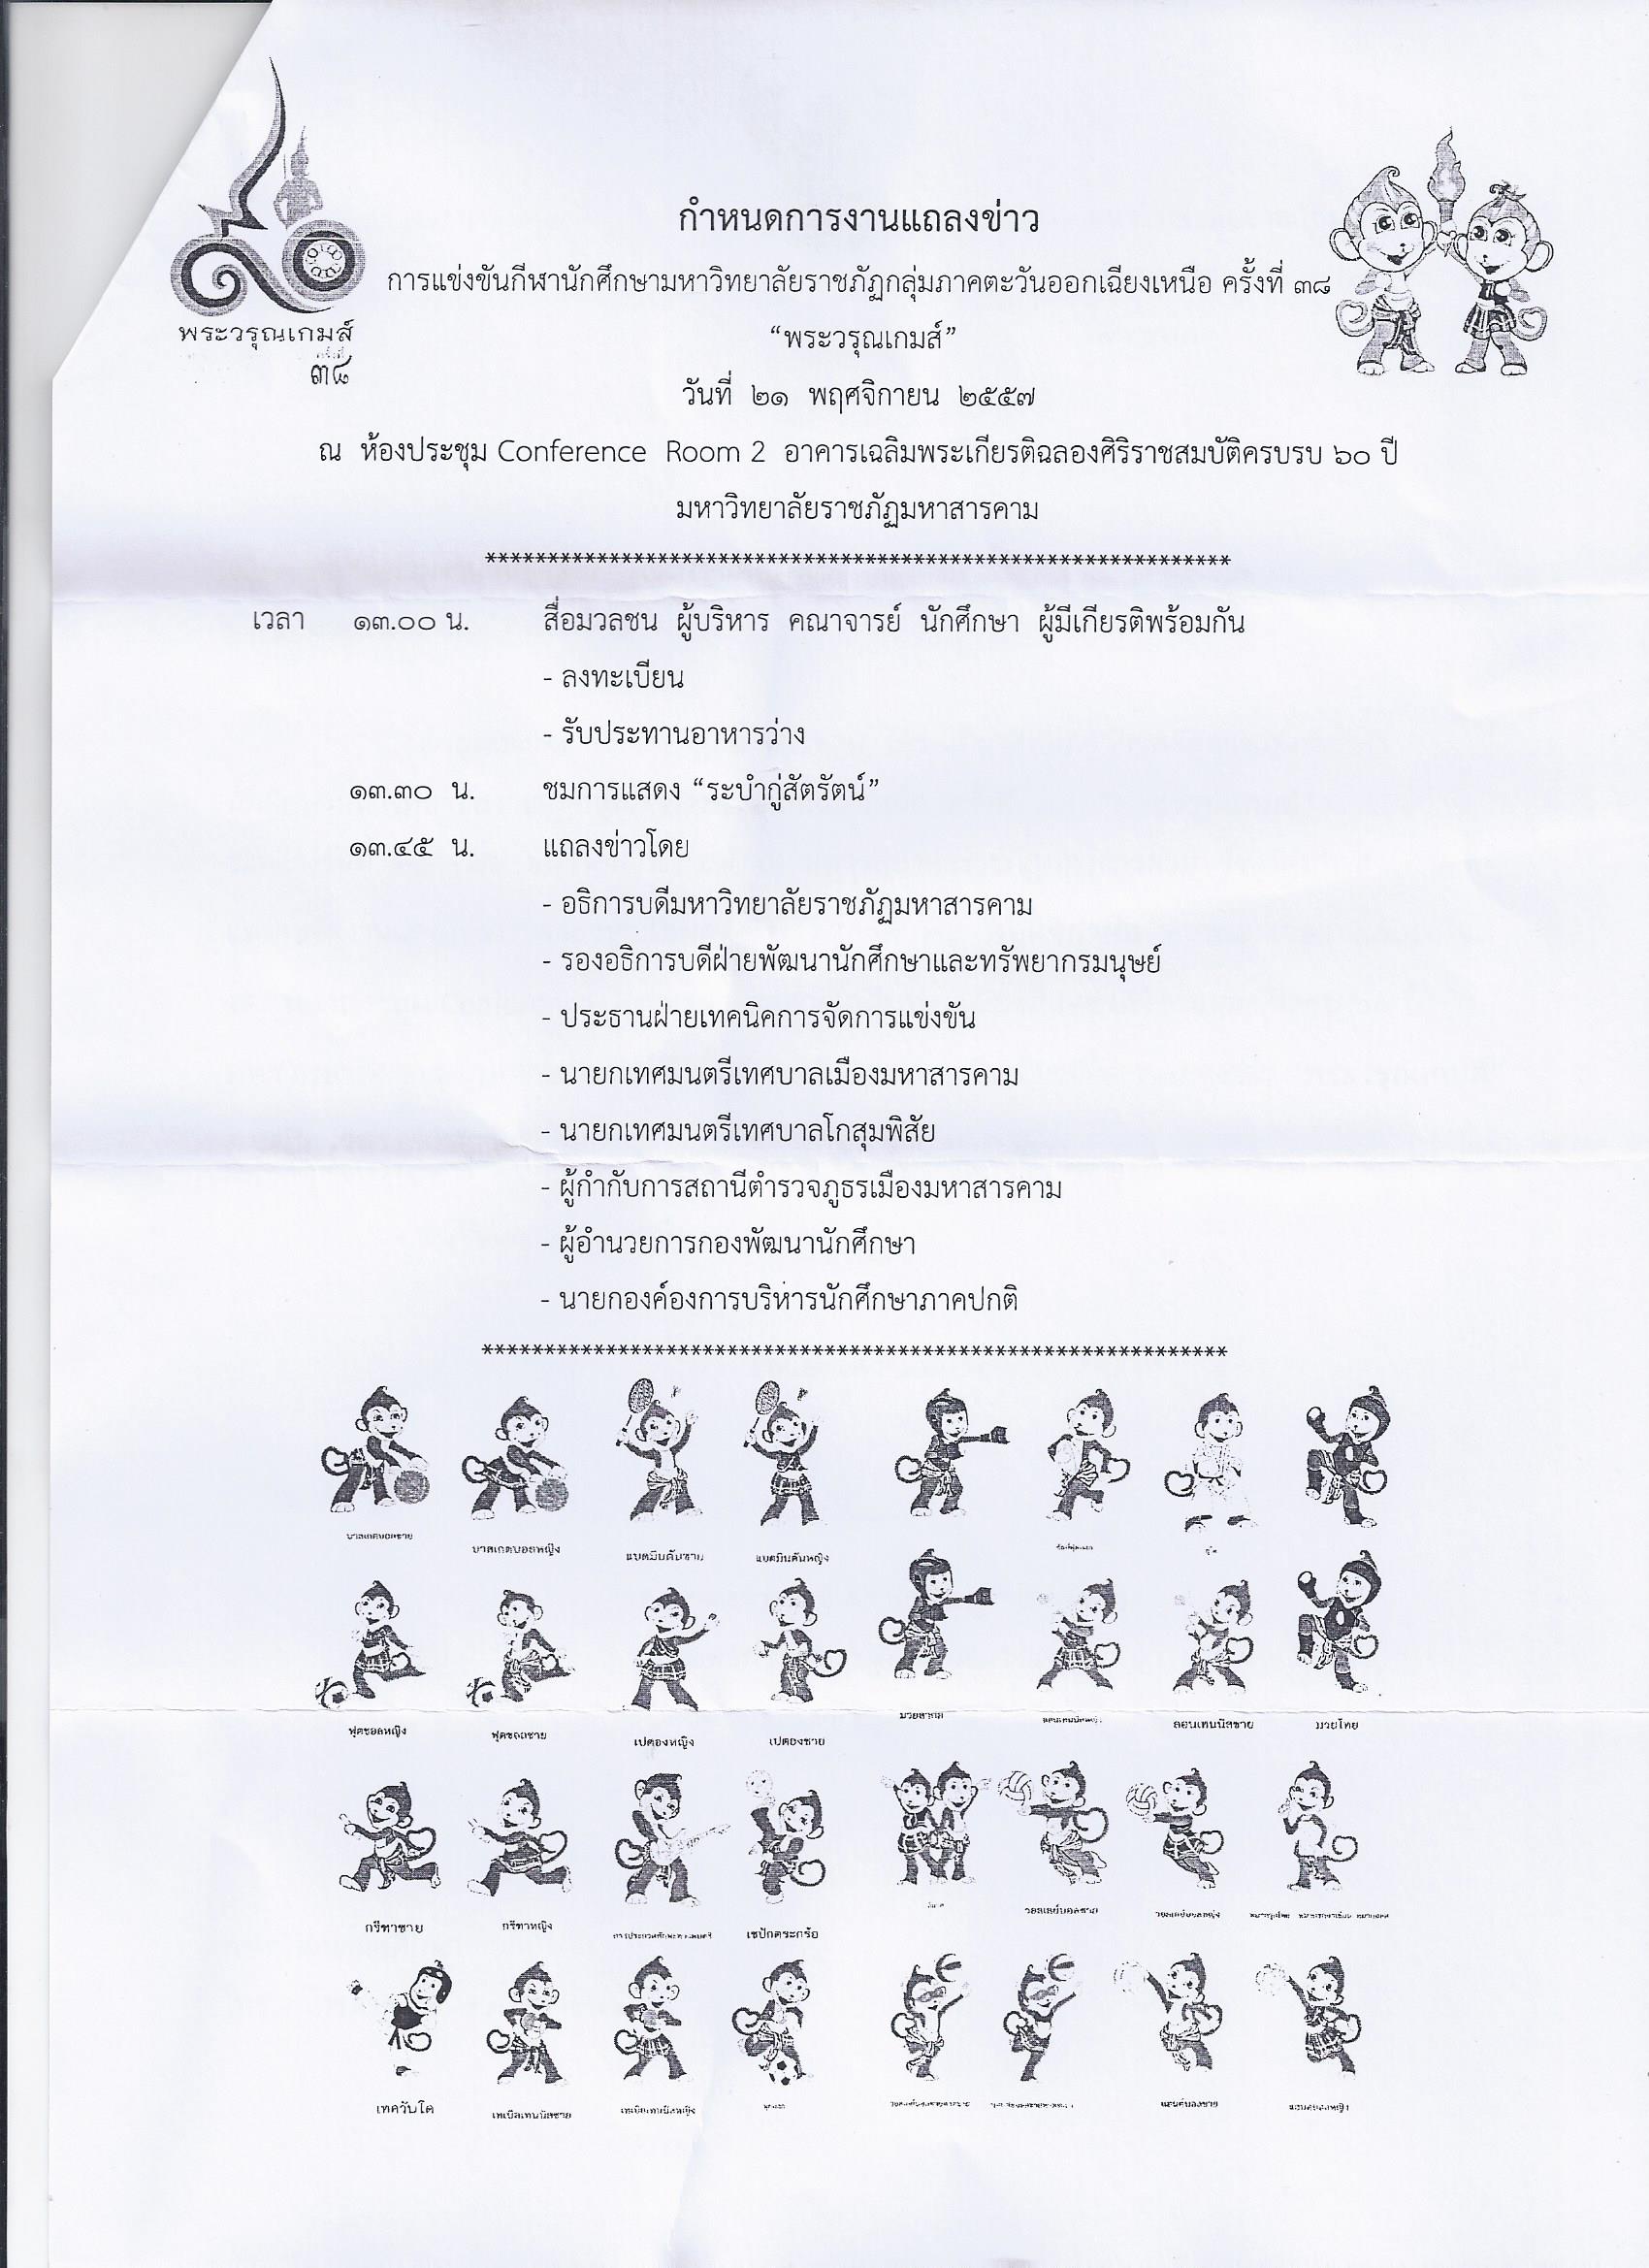 กำหนดการงานแถลงข่าว
การแข่งขันกีฬานักศึกษามหาวิทยาลัยราชภัฏกลุ่มภาคตะวันออกเฉียงเหนือ ครั้งที่ ๓๘
“พระวรุณเกมส์”
พระวรุณเกมส์
ครั้งที่
๓๘
วันที่ ๒๑ พฤศจิกายน ๒๕๕๗
ณ ห้องประชุม Conference Room 2 อาคารเฉลิมพระเกียรติฉลองศิริราชสมบัติครบรบ ๖๐ ปี
มหาวิทยาลัยราชภัฏมหาสารคาม
************************************************************
เวลา ๑๓.๐๐ น. สื่อมวลชน ผู้บริหาร คณาจารย์ นักศึกษา ผู้มีเกียรติพร้อมกัน
- ลงทะเบียน
- รับประทานอาหารว่าง
๑๓.๓๐ น. ชมการแสดง “ระบำกู่สัตรัตน์”
๑๓.๔๕ น. แถลงข่าวโดย
- อธิการบดีมหาวิทยาลัยราชภัฏมหาสารคาม
- รองอธิการบดีฝ่ายพัฒนานักศึกษาและทรัพยากรมนุษย์
- ประธานฝ่ายเทคนิคการจัดการแข่งขัน
- นายกเทศมนตรีเทศบาลเมืองมหาสารคาม
- นายกเทศมนตรีเทศบาลโกสุมพิสัย
- ผู้กำกับการสถานีตำรวจภูธรเมืองมหาสารคาม
- ผู้อำนวยการกองพัฒนานักศึกษา
- นายกองค์องการบริหารนักศึกษาภาคปกติ
************************************************************
บาสเกตบอลชาย บาสเกตบอลหญิง แบดมินตันชาย แบดมินตันหญิง
ฟุตซอลหญิง ฟุตซอลชาย เปตองหญิง เปตองชาย มวยสากล ลอนเทนนิสหญิง ลอนเทนนิสชาย มวยไทย
กรีฑาชาย กรีฑาหญิง เซปักตะกร้อ วอลเลย์บอลชาย วอลเลย์บอลหญิง
เทควันโด เทเบิลเทนนิสชาย เทเบิลเทนนิสหญิง ฟุตบอล แฮนด์บอลชาย แฮนด์บอลหญิง